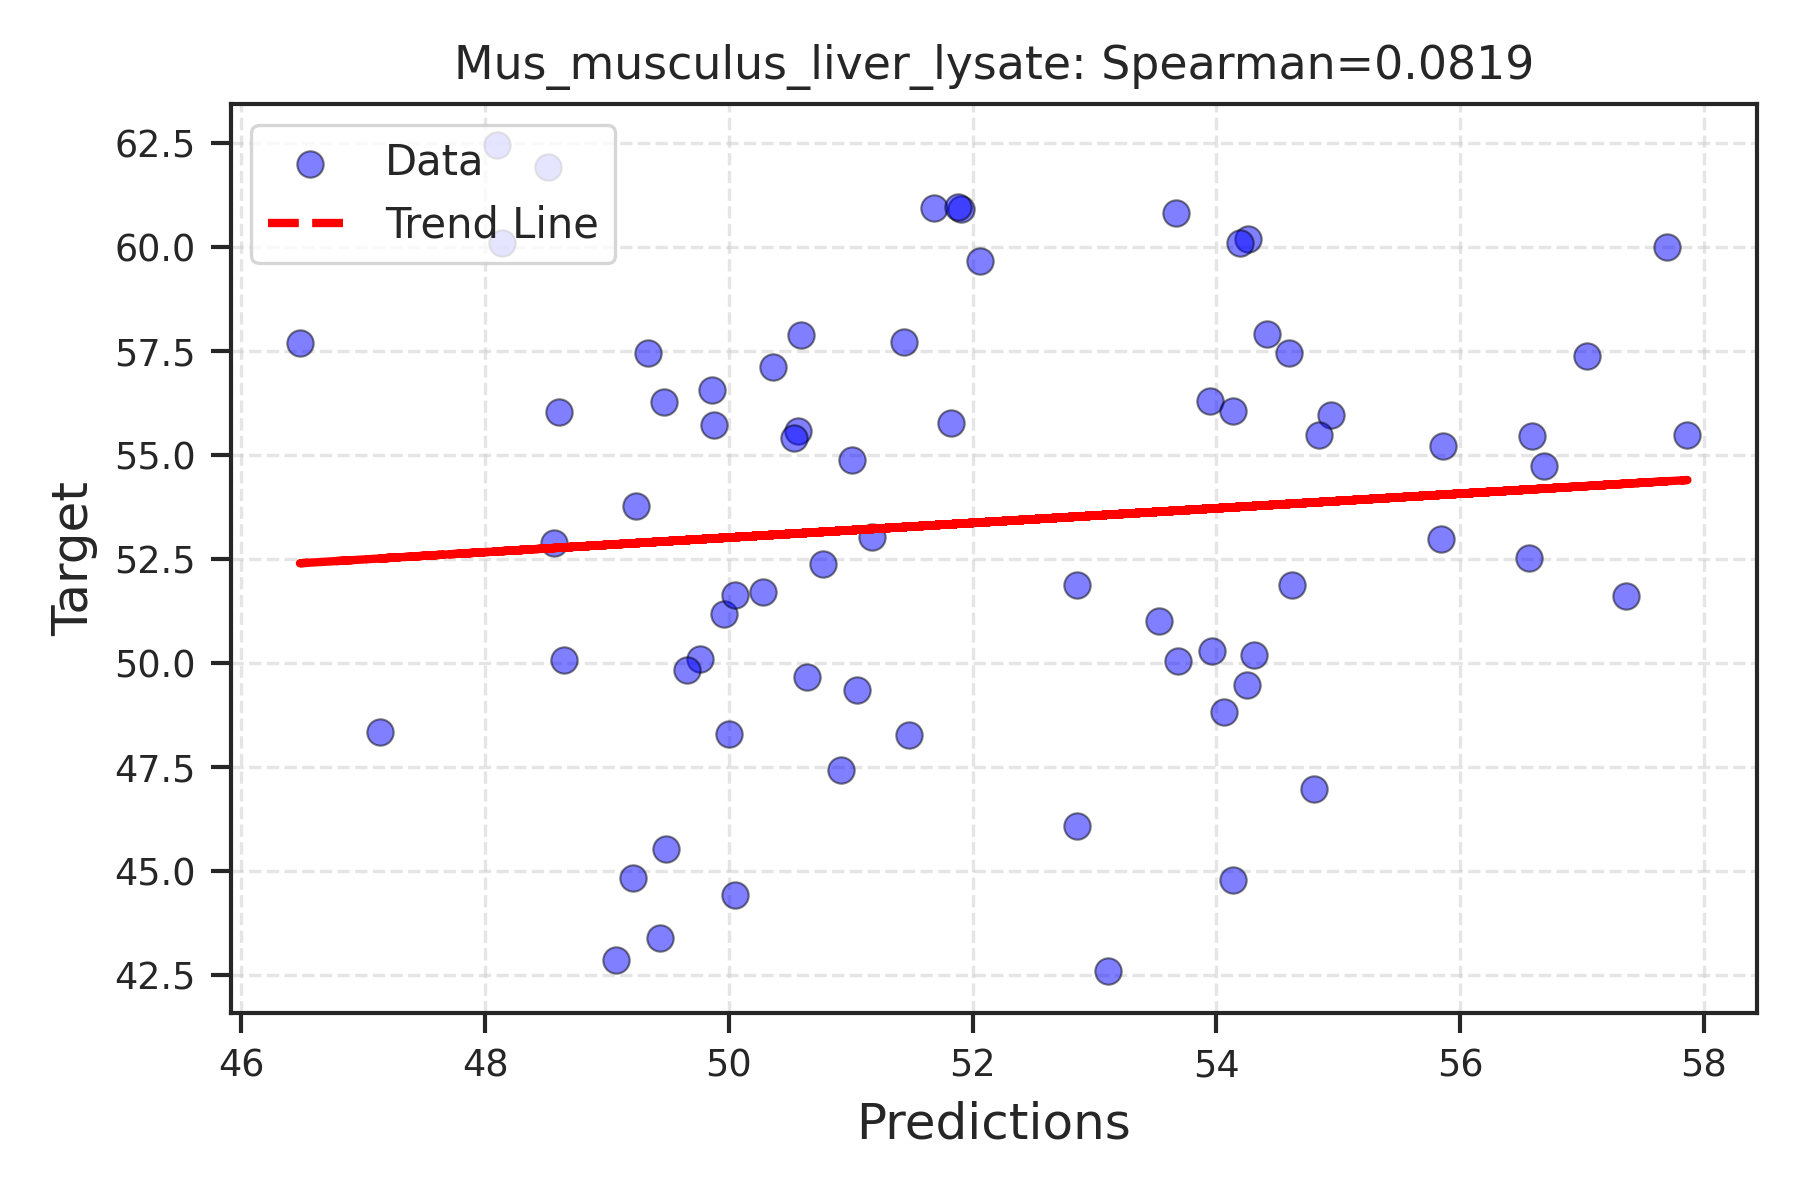 Mus_musculus_liver_lysate: Spearman=0.0819
Data
Trend Line
Target
62.5
60.0
57.5
55.0
52.5
50.0
47.5
45.0
42.5
46 48 50 52 54 56 58
Predictions